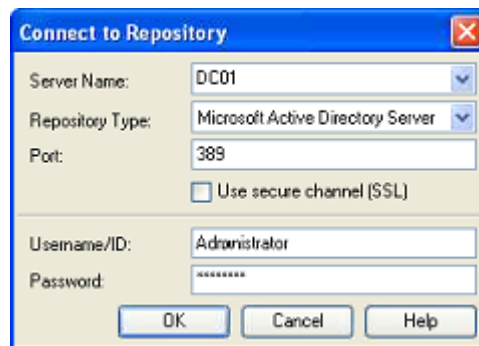 Connect to Repository
Server Name: DC01
Repository Type: Microsoft Active Directory Server
Port: 389
Use secure channel (SSL)
Username/ID: Administrator
Password: ********
OK Cancel Help